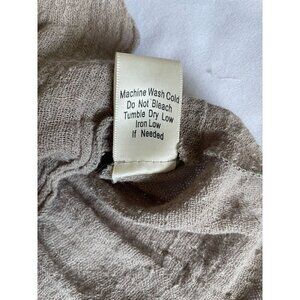 Machine Wash Cold
Do Not Bleach
Tumble Dry Low
Iron Low
If Needed